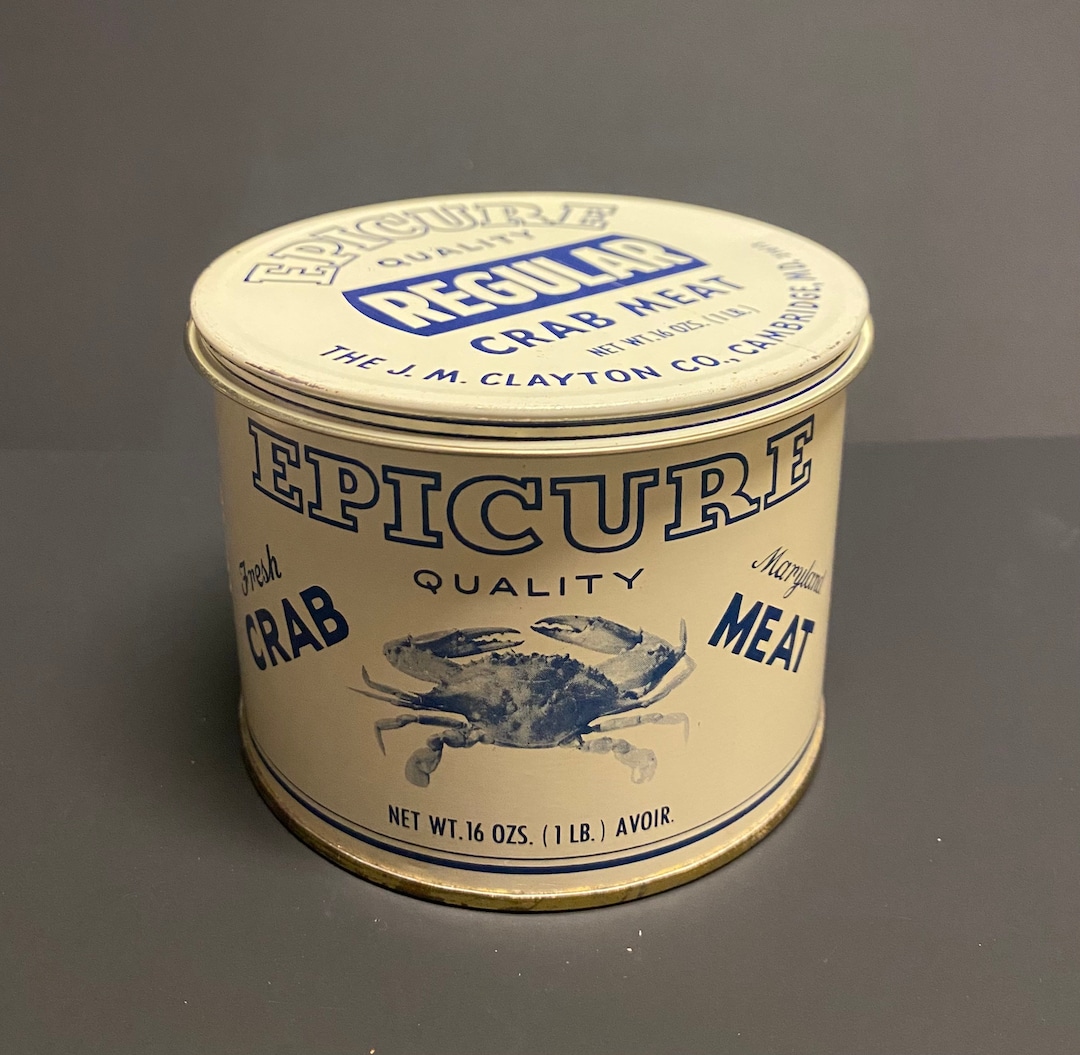 EPICURE
QUALITY
REGULAR
CRAB MEAT
NET WT.16 OZS. (1 LB.)
THE J. M. CLAYTON CO., CAMBRIDGE, MD.
EPICURE
QUALITY
Fresh
CRAB
Maryland
MEAT
NET WT.16 OZS. (1 LB.) AVOIR.